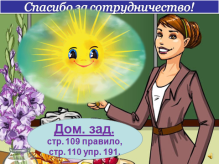 Спасибо за сотрудничество!
Дом. зад.
стр. 109 правило,
стр. 110 упр. 191.